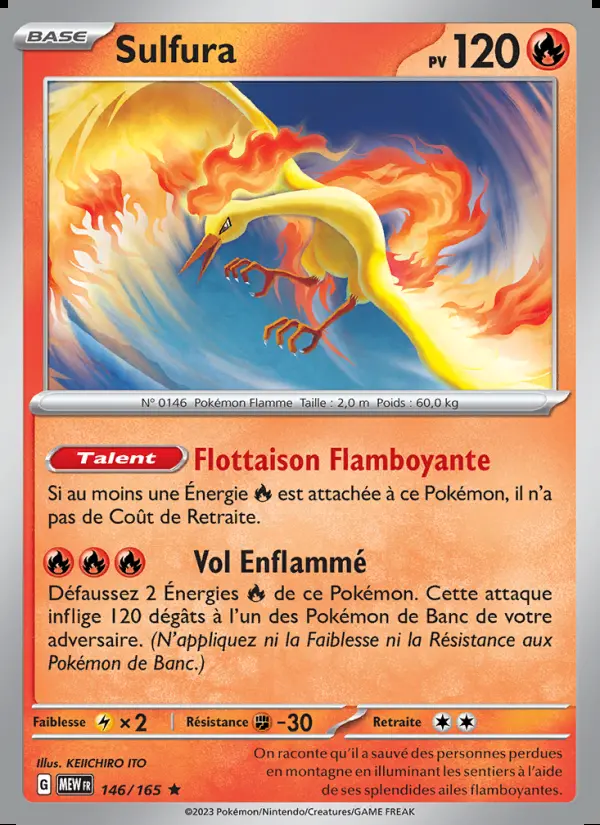 BASE
Sulfura
PV 120
N° 0146 Pokémon Flamme Taille : 2,0 m Poids : 60,0 kg
Talent Flottaison Flamboyante
Si au moins une Énergie est attachée à ce Pokémon, il n'a
pas de Coût de Retraite.
Vol Enflammé
Défaussez 2 Énergies de ce Pokémon. Cette attaque
inflige 120 dégâts à l'un des Pokémon de Banc de votre
adversaire. (N'appliquez ni la Faiblesse ni la Résistance aux
Pokémon de Banc.)
Faiblesse ×2 Résistance -30 Retraite
Illus. KEIICHIRO ITO
G MEW FR 146/165 ★
On raconte qu'il a sauvé des personnes perdues
en montagne en illuminant les sentiers à l'aide
de ses splendides ailes flamboyantes.
©2023 Pokémon/Nintendo/Creatures/GAME FREAK